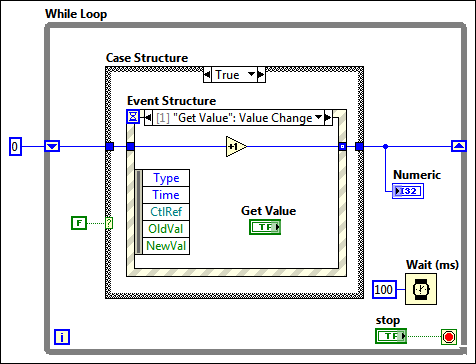 While Loop
Case Structure
True
Event Structure
[1] "Get Value": Value Change
0
+1
Numeric
I32
Type
Time
CtlRef
OldVal
NewVal
Get Value
TF
F
?
Wait (ms)
100
stop
TF
i